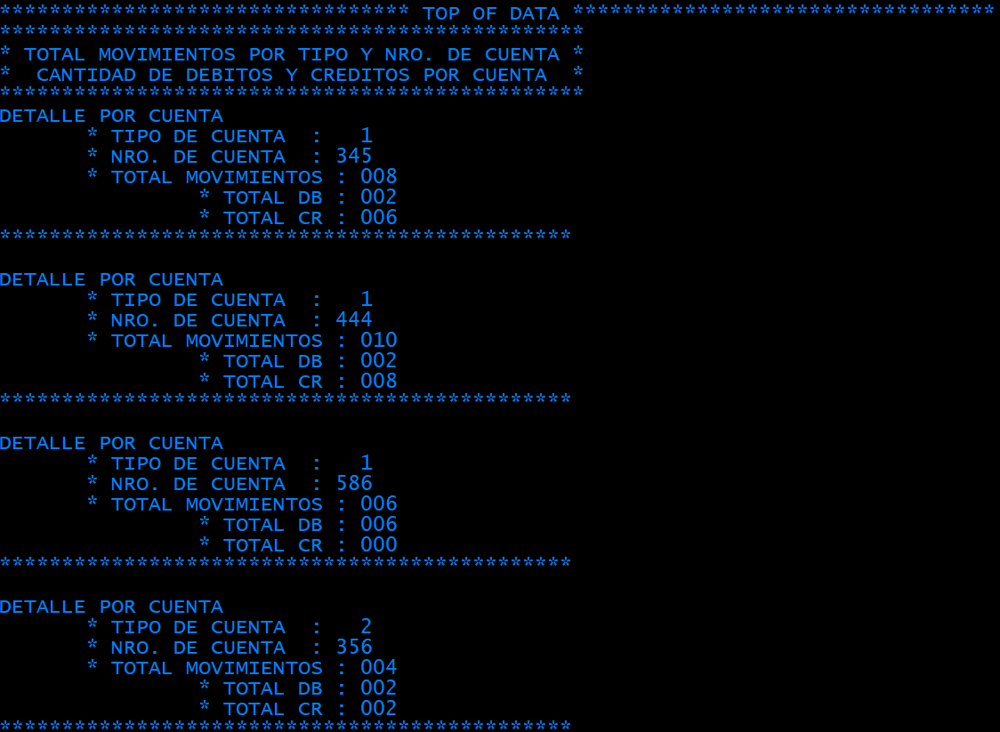 ********************************* TOP OF DATA **********************************
***********************************************
* TOTAL MOVIMIENTOS POR TIPO Y NRO. DE CUENTA *
*  CANTIDAD DE DEBITOS Y CREDITOS POR CUENTA  *
***********************************************
DETALLE POR CUENTA
       * TIPO DE CUENTA  :   1
       * NRO. DE CUENTA  : 345
       * TOTAL MOVIMIENTOS : 008
                * TOTAL DB : 002
                * TOTAL CR : 006
**********************************************
DETALLE POR CUENTA
       * TIPO DE CUENTA  :   1
       * NRO. DE CUENTA  : 444
       * TOTAL MOVIMIENTOS : 010
                * TOTAL DB : 002
                * TOTAL CR : 008
**********************************************
DETALLE POR CUENTA
       * TIPO DE CUENTA  :   1
       * NRO. DE CUENTA  : 586
       * TOTAL MOVIMIENTOS : 006
                * TOTAL DB : 006
                * TOTAL CR : 000
**********************************************
DETALLE POR CUENTA
       * TIPO DE CUENTA  :   2
       * NRO. DE CUENTA  : 356
       * TOTAL MOVIMIENTOS : 004
                * TOTAL DB : 002
                * TOTAL CR : 002
**********************************************